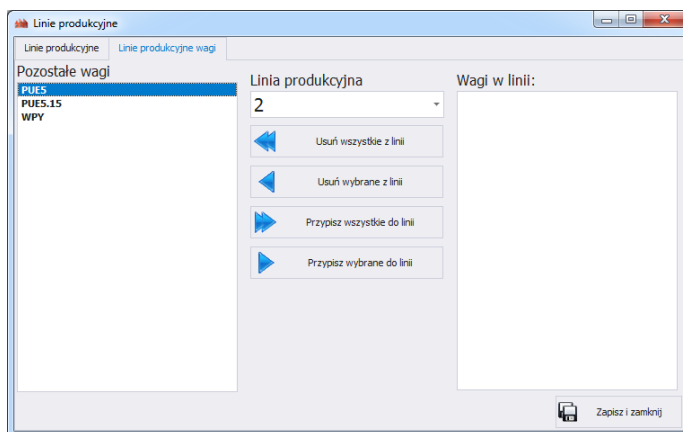 Linie produkcyjne
Linie produkcyjne
Linie produkcyjne wagi
Pozostałe wagi
PUE5
PUE5.15
WPY
Linia produkcyjna
2
Usuń wszystkie z linii
Usuń wybrane z linii
Przypisz wszystkie do linii
Przypisz wybrane do linii
Wagi w linii:
Zapisz i zamknij